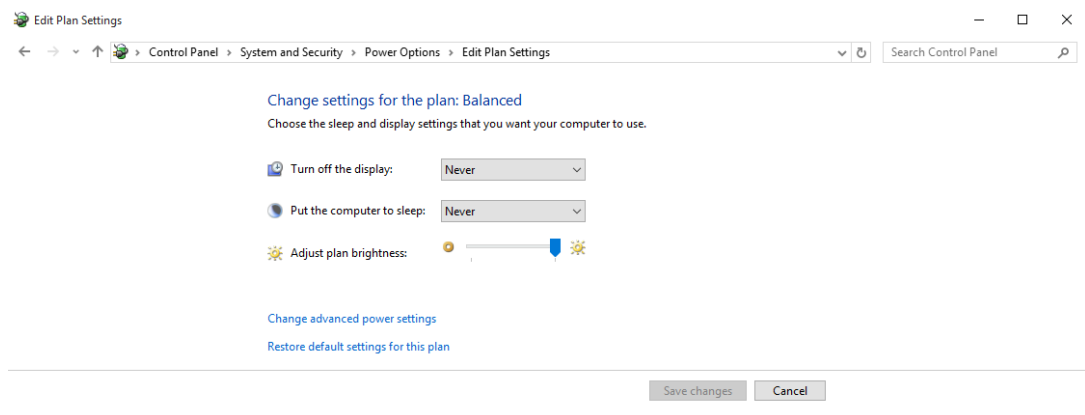 Edit Plan Settings
Control Panel > System and Security > Power Options > Edit Plan Settings
Search Control Panel
Change settings for the plan: Balanced
Choose the sleep and display settings that you want your computer to use.
Turn off the display: Never
Put the computer to sleep: Never
Adjust plan brightness:
Change advanced power settings
Restore default settings for this plan
Save changes Cancel